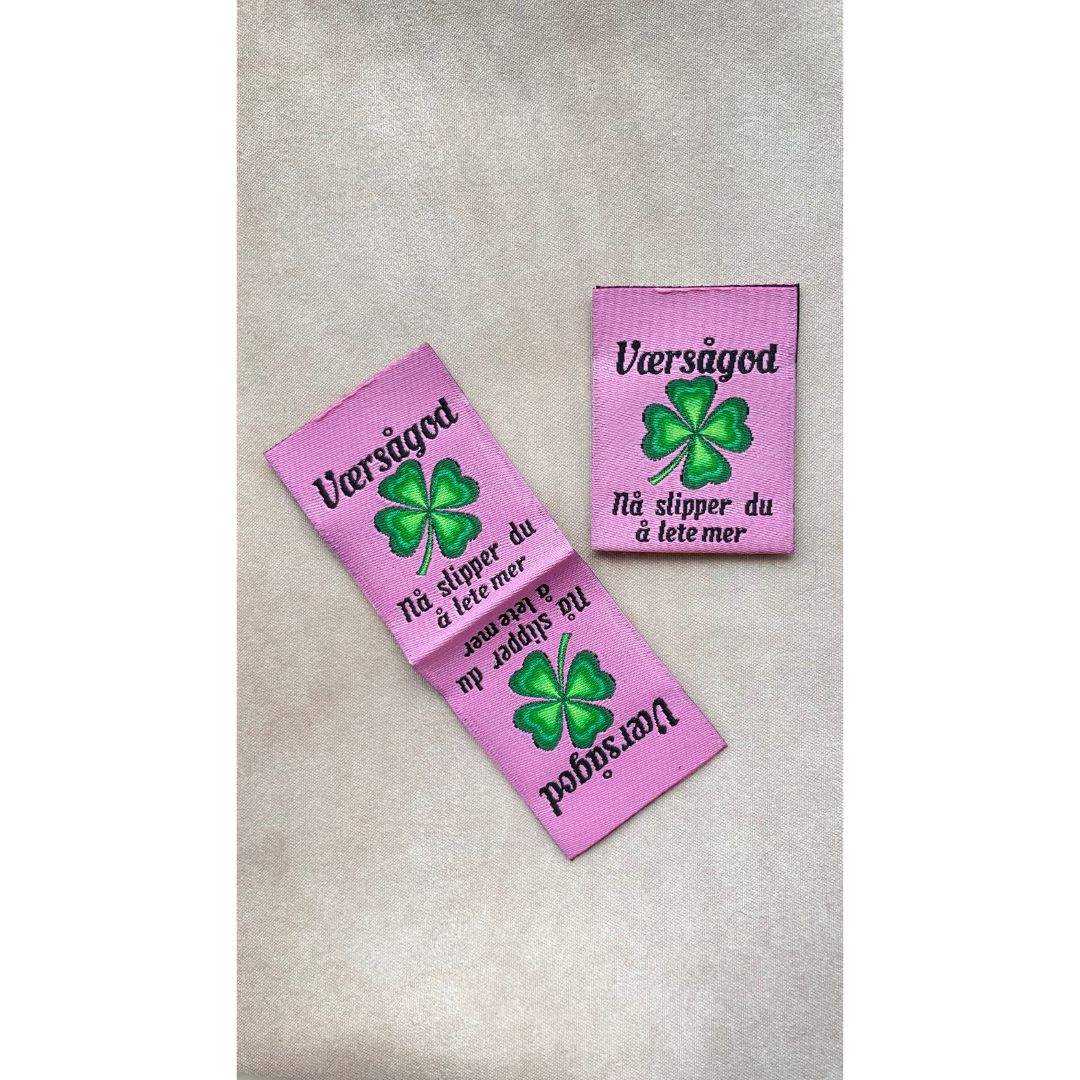 Værsågod
Nå slipper du
å lete mer
Nå slipper du
å lete mer
Værsågod
Værsågod
Nå slipper du
å lete mer